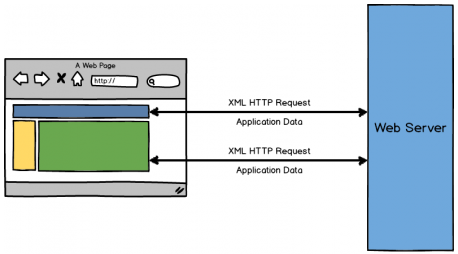 A Web Page
http://
XML HTTP Request
Application Data
Web Server
XML HTTP Request
Application Data